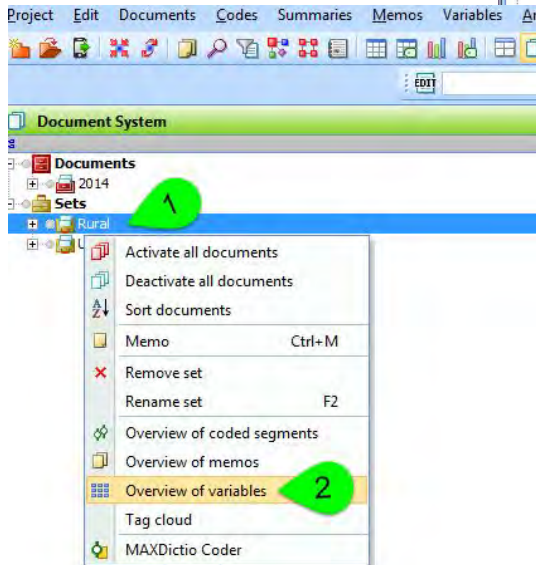 Project Edit Documents Codes Summaries Memos Variables
EDIT
Document System
Documents
2014
1
Sets
Rural
Activate all documents
Deactivate all documents
Sort documents
Memo Ctrl+M
Remove set
Rename set F2
Overview of coded segments
Overview of memos
Overview of variables 2
Tag cloud
MAXDictio Coder